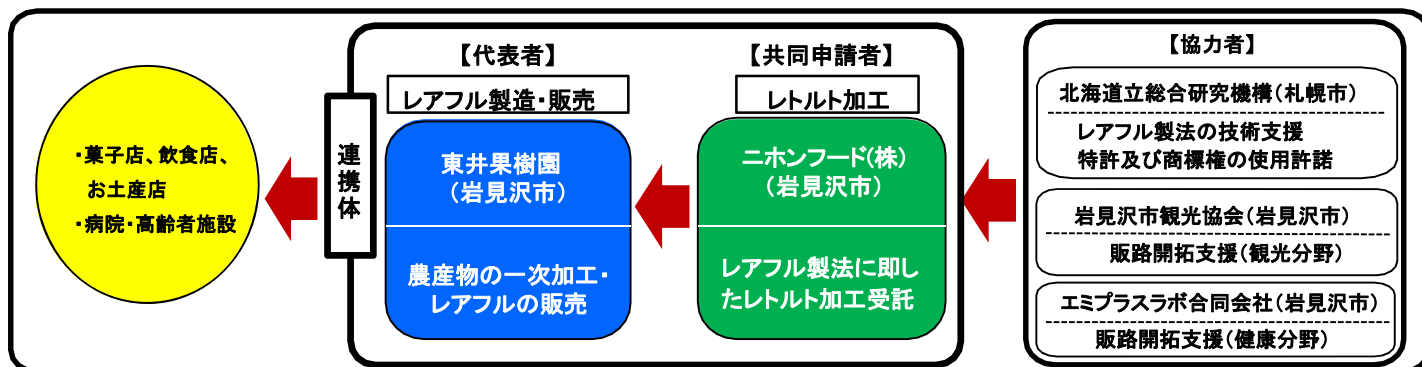 ・菓子店、飲食店、
お土産店
・病院・高齢者施設
連携体
【代表者】
レアフル製造・販売
東井果樹園
（岩見沢市）
農産物の一次加工・
レアフルの販売
【共同申請者】
レトルト加工
ニホンフード（株）
（岩見沢市）
レアフル製法に即し
たレトルト加工受託
【協力者】
北海道立総合研究機構（札幌市）
レアフル製法の技術支援
特許及び商標権の使用許諾
岩見沢市観光協会（岩見沢市）
販路開拓支援（観光分野）
エミプラスラボ合同会社（岩見沢市）
販路開拓支援（健康分野）